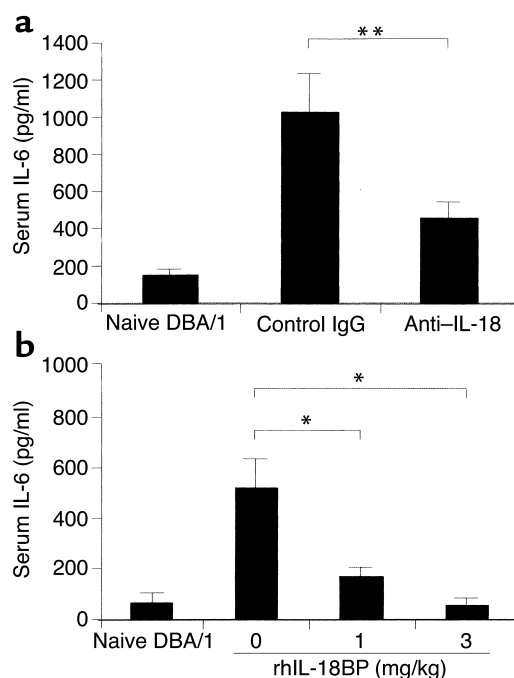 a
Serum IL-6 (pg/ml)
1400
1200
1000
800
600
400
200
0
**
Naive DBA/1 Control IgG Anti–IL-18
b
Serum IL-6 (pg/ml)
1000
800
600
400
200
0
*
*
Naive DBA/1 0 1 3
rhIL-18BP (mg/kg)